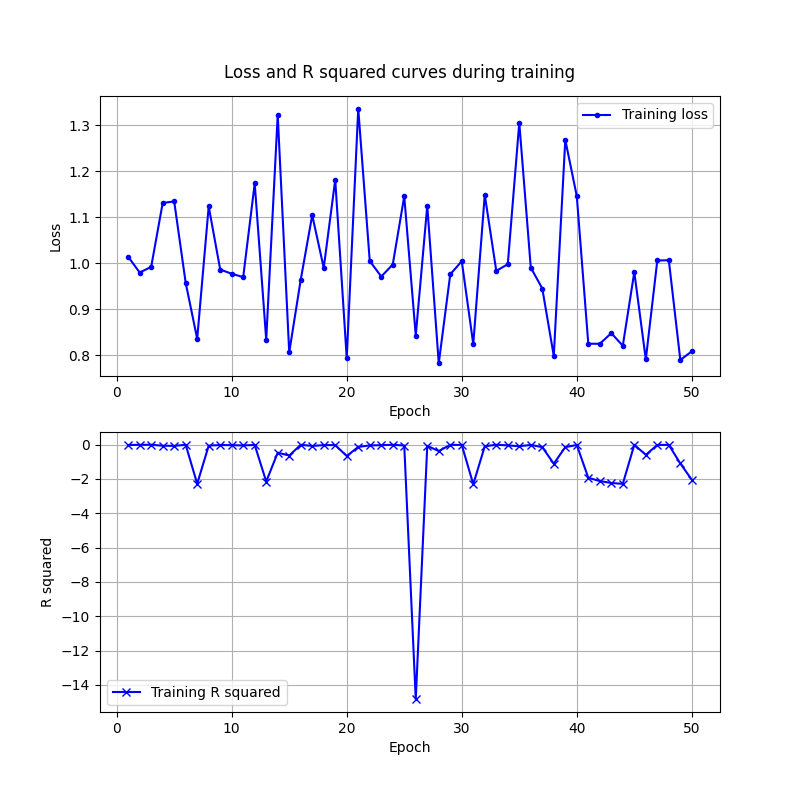 Loss and R squared curves during training
1.3
1.2
1.1
1.0
0.9
0.8
Loss
Training loss
0 10 20 30 40 50
Epoch
0
−2
−4
−6
−8
−10
−12
−14
R squared
Training R squared
0 10 20 30 40 50
Epoch